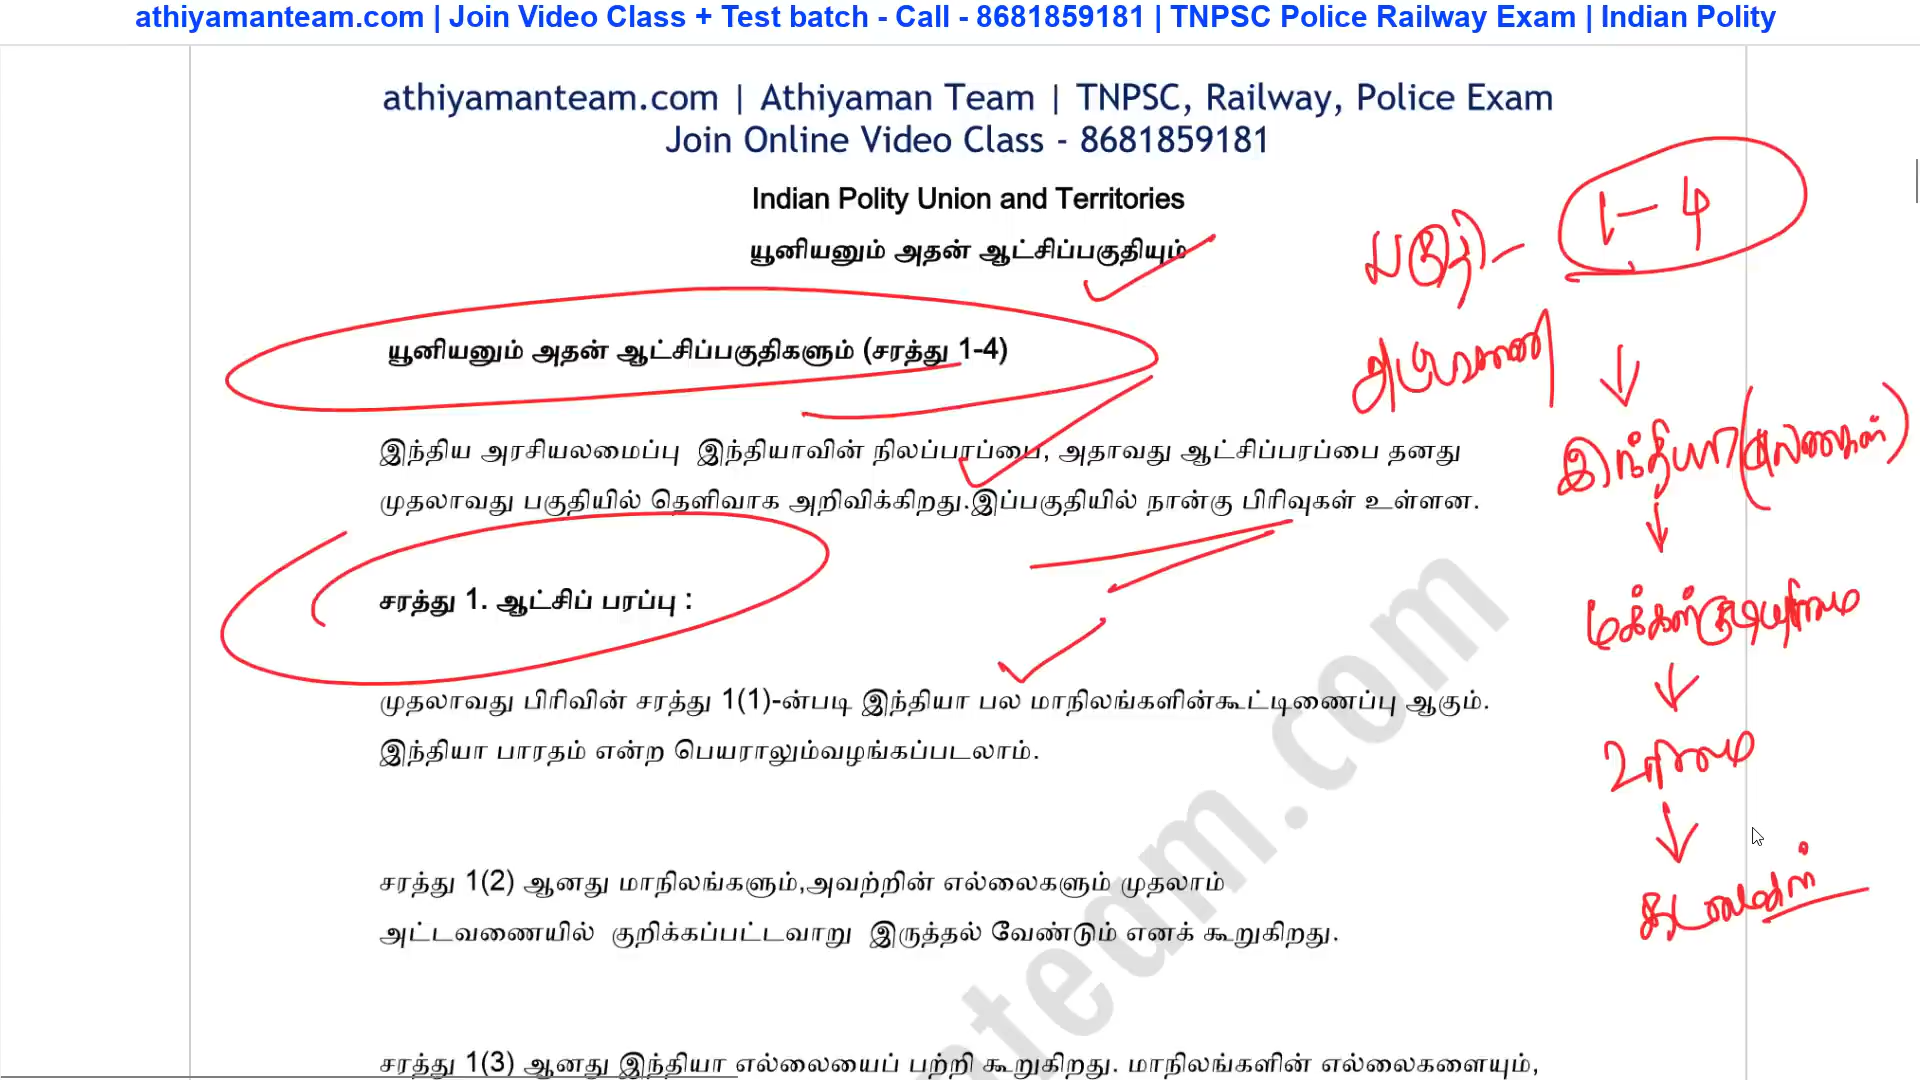 athiyamanteam.com | Join Video Class + Test batch - Call - 8681859181 | TNPSC Police Railway Exam | Indian Polity
athiyamanteam.com | Athiyaman Team | TNPSC, Railway, Police Exam
Join Online Video Class - 8681859181
Indian Polity Union and Territories
யூனியனும் அதன் ஆட்சிப்பகுதியும்
யூனியனும் அதன் ஆட்சிப்பகுதிகளும் (சரத்து 1-4)
இந்திய அரசியலமைப்பு இந்தியாவின் நிலப்பரப்பை, அதாவது ஆட்சிப்பரப்பை தனது
முதலாவது பகுதியில் தெளிவாக அறிவிக்கிறது.இப்பகுதியில் நான்கு பிரிவுகள் உள்ளன.
சரத்து 1. ஆட்சிப் பரப்பு :
முதலாவது பிரிவின் சரத்து 1(1)-ன்படி இந்தியா பல மாநிலங்களின்கூட்டிணைப்பு ஆகும்.
இந்தியா பாரதம் என்ற பெயராலும்வழங்கப்படலாம்.
சரத்து 1(2) ஆனது மாநிலங்களும்,அவற்றின் எல்லைகளும் முதலாம்
அட்டவணையில் குறிக்கப்பட்டவாறு இருத்தல் வேண்டும் எனக் கூறுகிறது.
சரத்து 1(3) ஆனது இந்தியா எல்லையைப் பற்றி கூறுகிறது. மாநிலங்களின் எல்லைகளையும்,
பகுதி - 1 - 4
அட்டவணை
இந்தியா
உரிமை
team.com